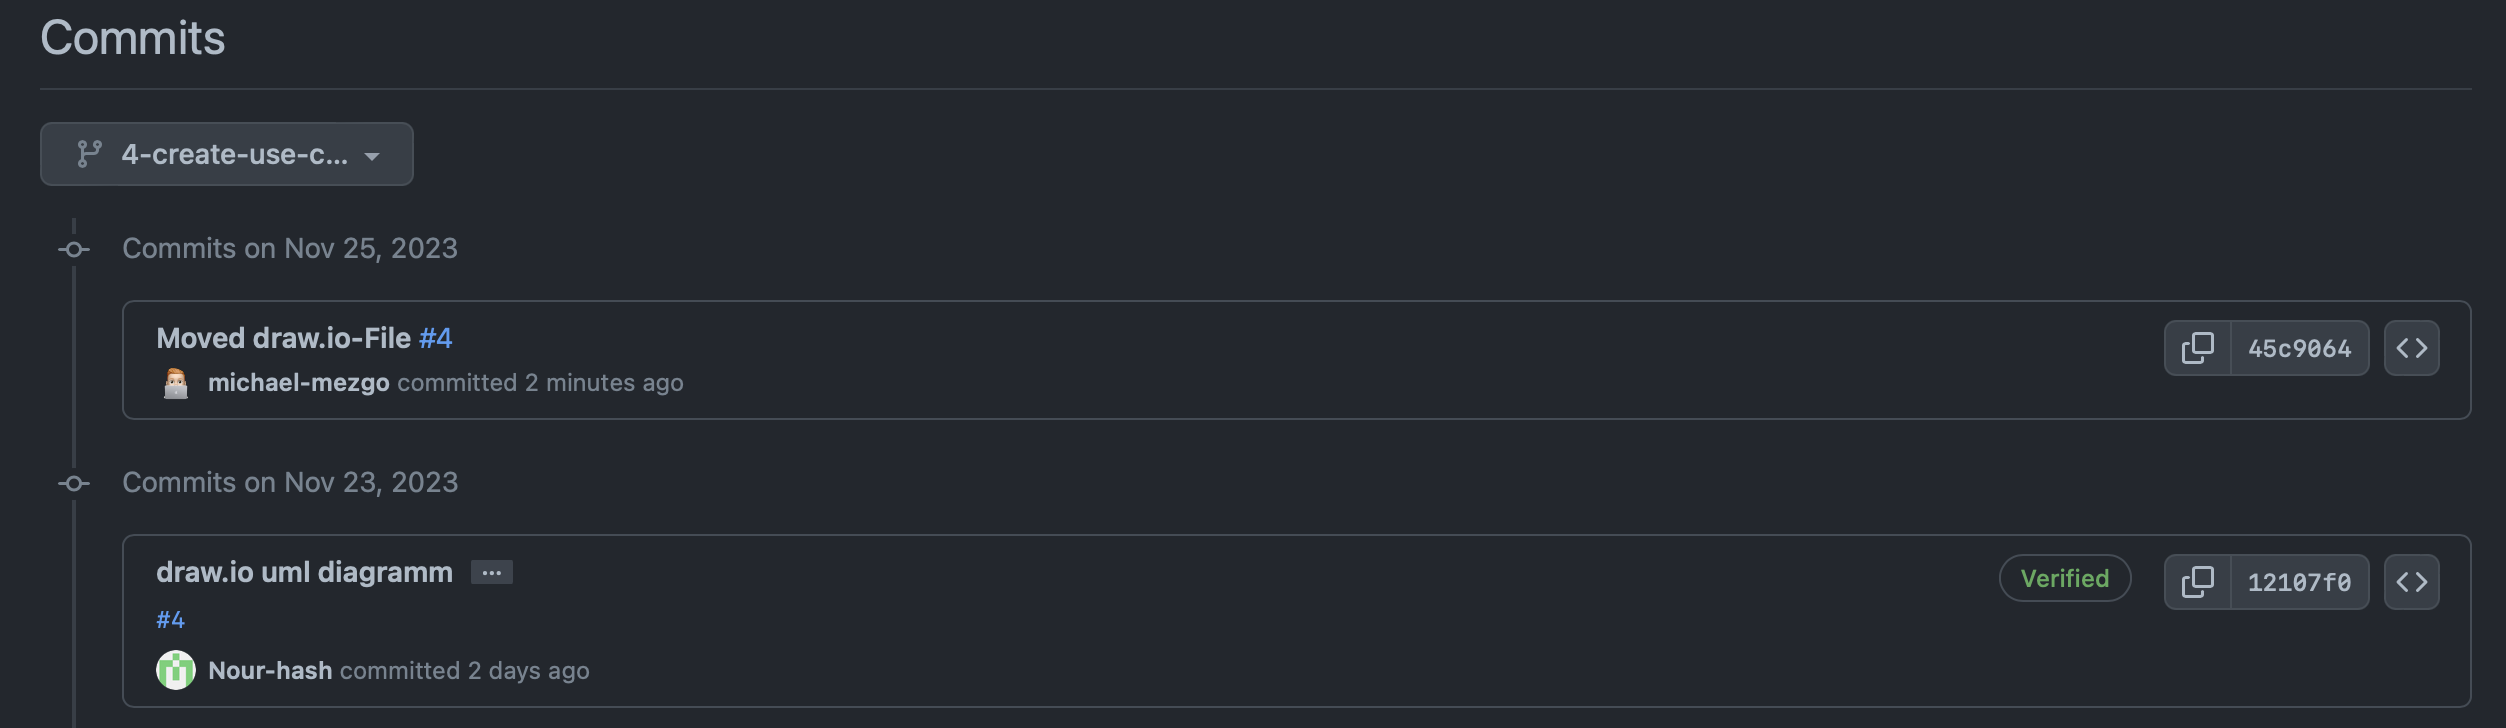 Commits
4-create-use-c...
Commits on Nov 25, 2023
Moved draw.io-File #4
45c9064
michael-mezgo committed 2 minutes ago
Commits on Nov 23, 2023
draw.io uml diagramm ...
Verified
12107f0
#4
Nour-hash committed 2 days ago